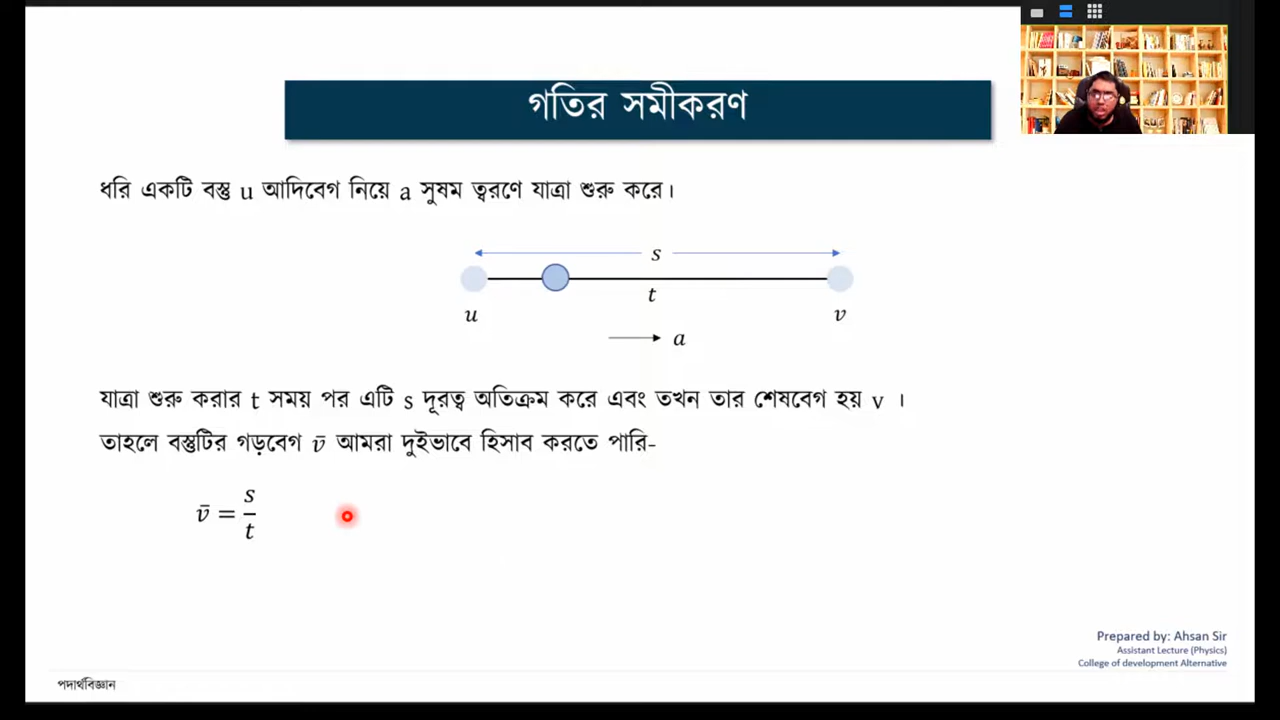 গতির সমীকরণ
ধরি একটি বস্তু u আদিবেগ নিয়ে a সুষম ত্বরণে যাত্রা শুরু করে।
s
t
u
v
a
যাত্রা শুরু করার t সময় পর এটি s দূরত্ব অতিক্রম করে এবং তখন তার শেষবেগ হয় v ।
তাহলে বস্তুটির গড়বেগ v̄ আমরা দুইভাবে হিসাব করতে পারি-
v̄ = s/t
Prepared by: Ahsan Sir
Assistant Lecture (Physics)
College of development Alternative
পদার্থবিজ্ঞান